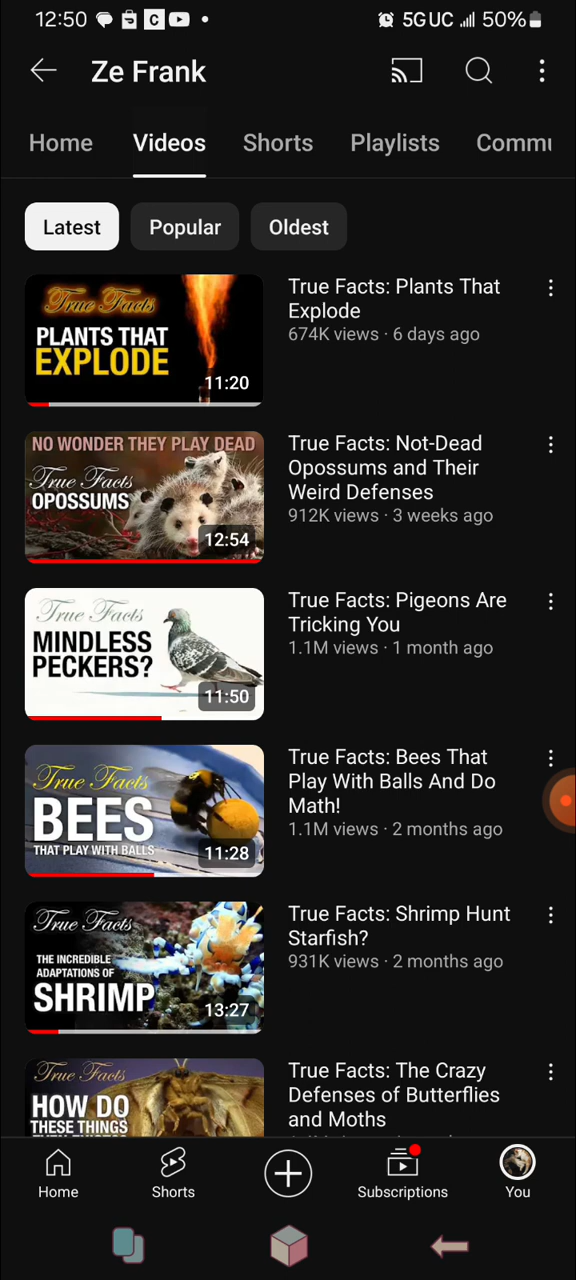 12:50
5G UC
50%
Ze Frank
Home
Videos
Shorts
Playlists
Commu
Latest
Popular
Oldest
True Facts
PLANTS THAT
EXPLODE
11:20
True Facts: Plants That
Explode
674K views · 6 days ago
NO WONDER THEY PLAY DEAD
True Facts
OPOSSUMS
12:54
True Facts: Not-Dead
Opossums and Their
Weird Defenses
912K views · 3 weeks ago
True Facts
MINDLESS
PECKERS?
11:50
True Facts: Pigeons Are
Tricking You
1.1M views · 1 month ago
True Facts
BEES
THAT PLAY WITH BALLS
11:28
True Facts: Bees That
Play With Balls And Do
Math!
1.1M views · 2 months ago
True Facts
THE INCREDIBLE
ADAPTATIONS OF
SHRIMP
13:27
True Facts: Shrimp Hunt
Starfish?
931K views · 2 months ago
True Facts
HOW DO
THESE THINGS
True Facts: The Crazy
Defenses of Butterflies
and Moths
Home
Shorts
Subscriptions
You